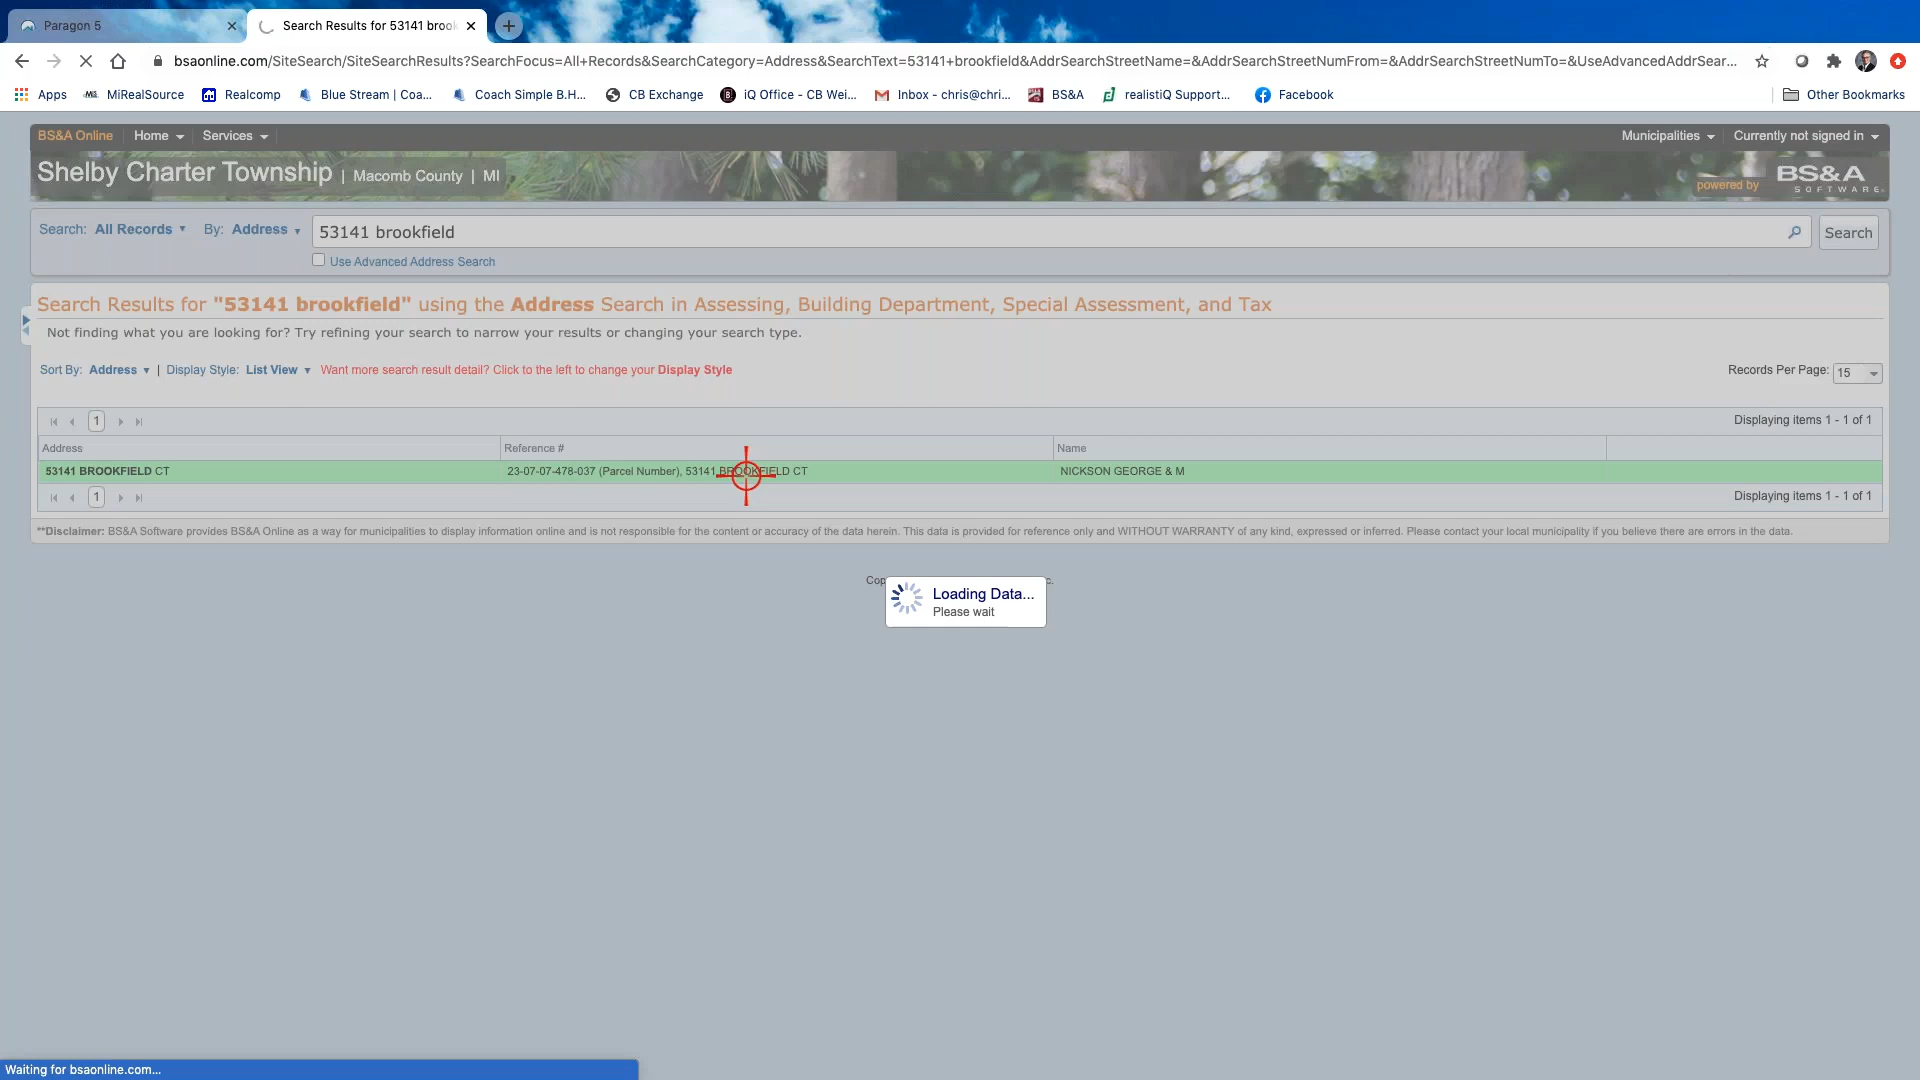 Paragon 5
Search Results for 53141 brook
bsaonline.com/SiteSearch/SiteSearchResults?SearchFocus=All+Records&SearchCategory=Address&SearchText=53141+brookfield&AddrSearchStreetName=&AddrSearchStreetNumFrom=&AddrSearchStreetNumTo=&UseAdvancedAddrSear...
Apps MiRealSource Realcomp Blue Stream | Coa... Coach Simple B.H... CB Exchange iQ Office - CB Wei... Inbox - chris@chri... BS&A realistiQ Support... Facebook Other Bookmarks
BS&A Online Home Services Municipalities Currently not signed in
Shelby Charter Township | Macomb County | MI
powered by BS&A SOFTWARE
Search: All Records By: Address 53141 brookfield Search
Use Advanced Address Search
Search Results for "53141 brookfield" using the Address Search in Assessing, Building Department, Special Assessment, and Tax
Not finding what you are looking for? Try refining your search to narrow your results or changing your search type.
Sort By: Address | Display Style: List View Want more search result detail? Click to the left to change your Display Style Records Per Page: 15
1 Displaying items 1 - 1 of 1
Address Reference # Name
53141 BROOKFIELD CT 23-07-07-478-037 (Parcel Number), 53141 BROOKFIELD CT NICKSON GEORGE & M
1 Displaying items 1 - 1 of 1
**Disclaimer: BS&A Software provides BS&A Online as a way for municipalities to display information online and is not responsible for the content or accuracy of the data herein. This data is provided for reference only and WITHOUT WARRANTY of any kind, expressed or inferred. Please contact your local municipality if you believe there are errors in the data.
Cop c.
Loading Data...
Please wait
Waiting for bsaonline.com...